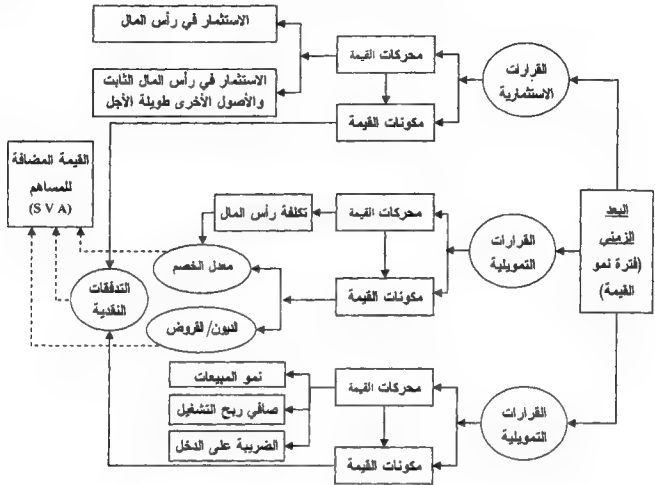 البعد
الزمني
(فترة نمو
القيمة)
القرارات
الاستثمارية
محركات القيمة
مكونات القيمة
الاستثمار في رأس المال
الاستثمار في رأس المال الثابت
والأصول الأخرى طويلة الأجل
القرارات
التمويلية
محركات القيمة
مكونات القيمة
تكلفة رأس المال
معدل الخصم
الديون/القروض
القرارات
التمويلية
محركات القيمة
مكونات القيمة
نمو المبيعات
صافي ربح التشغيل
الضريبة على الدخل
التدفقات
النقدية
القيمة المضافة
للمساهم
(S V A)